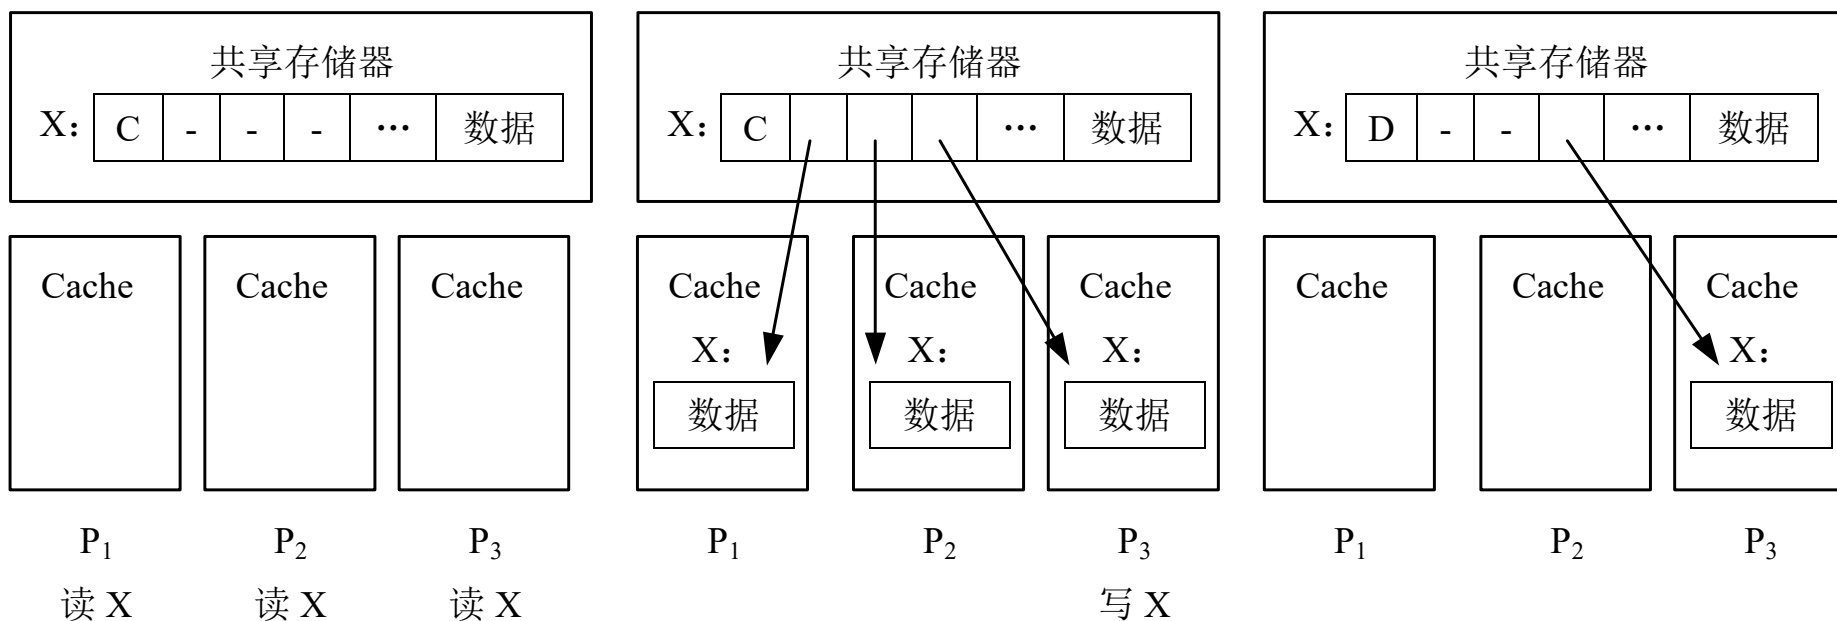 共享存储器 共享存储器 共享存储器
X： C - - - … 数据 X： C … 数据 X： D - - … 数据
Cache Cache Cache Cache Cache Cache Cache Cache Cache
X： X： X： X：
数据 数据 数据 数据
P₁ P₂ P₃ P₁ P₂ P₃ P₁ P₂ P₃
读 X 读 X 读 X 写 X